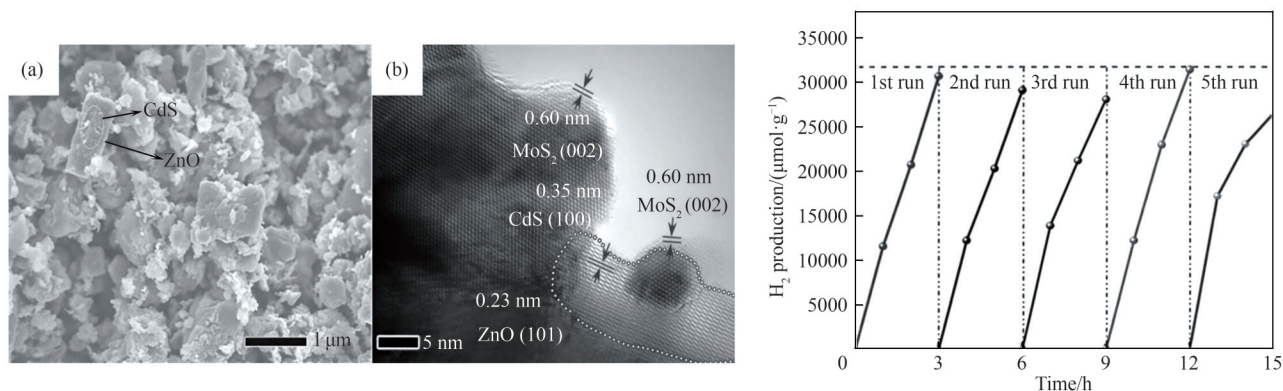 (a)
CdS
ZnO
1 μm
(b)
0.60 nm
MoS₂ (002)
0.35 nm
CdS (100)
0.60 nm
MoS₂ (002)
0.23 nm
ZnO (101)
5 nm
H₂ production/(μmol·g⁻¹)
35000
30000
25000
20000
15000
10000
5000
0
1st run
2nd run
3rd run
4th run
5th run
3
6
9
12
15
Time/h